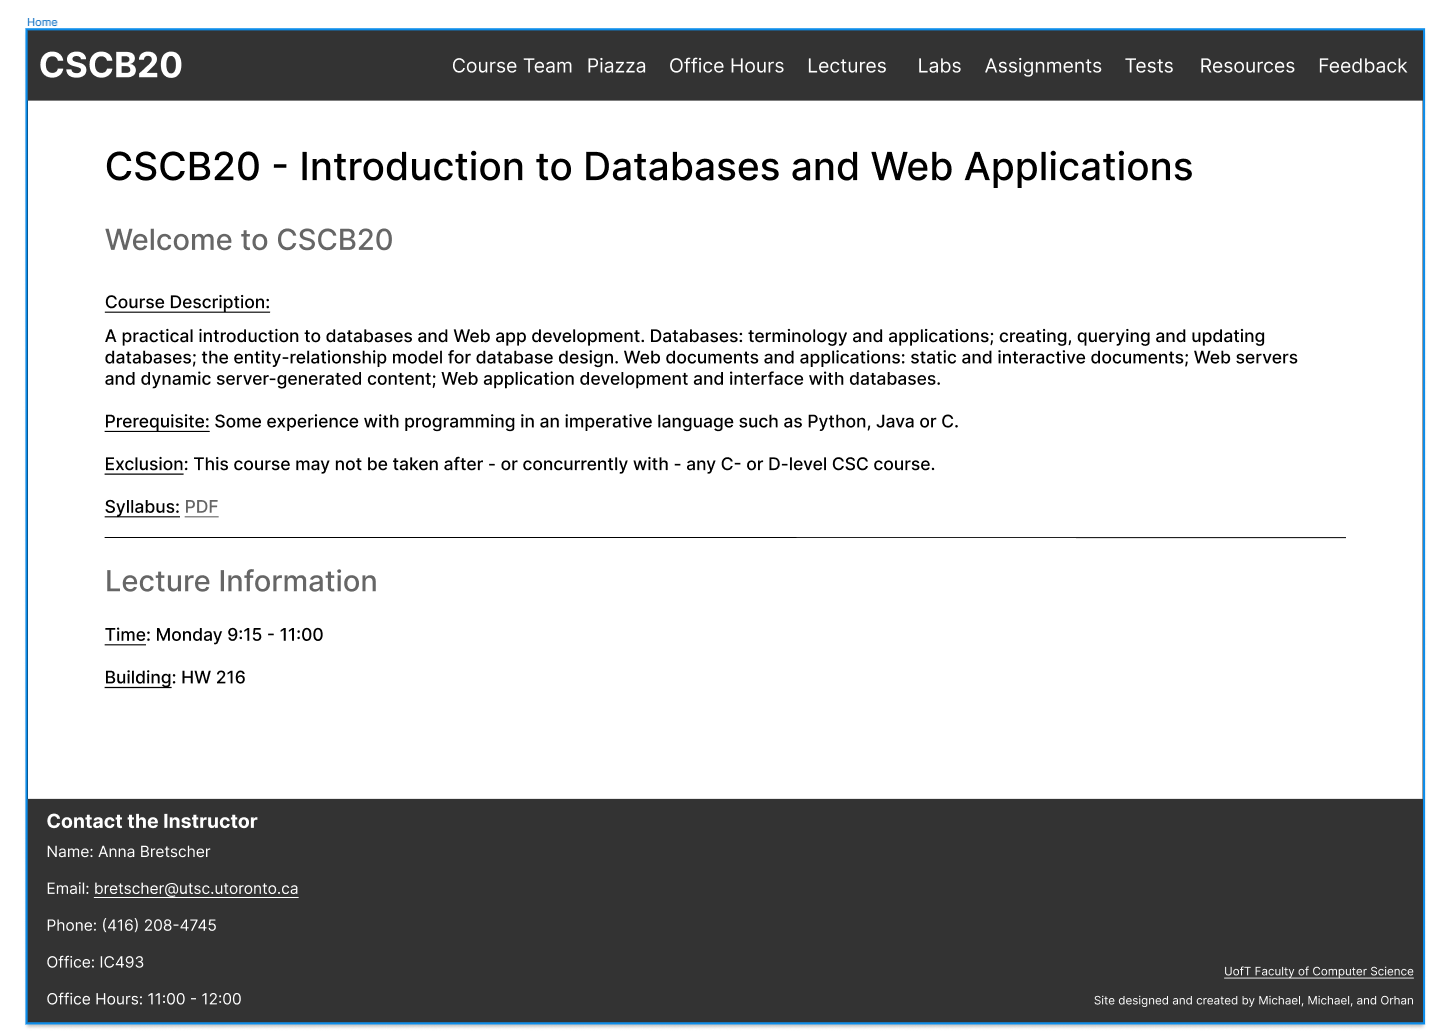 Home
CSCB20
Course Team Piazza Office Hours Lectures Labs Assignments Tests Resources Feedback
CSCB20 - Introduction to Databases and Web Applications
Welcome to CSCB20
Course Description:
A practical introduction to databases and Web app development. Databases: terminology and applications; creating, querying and updating
databases; the entity-relationship model for database design. Web documents and applications: static and interactive documents; Web servers
and dynamic server-generated content; Web application development and interface with databases.
Prerequisite: Some experience with programming in an imperative language such as Python, Java or C.
Exclusion: This course may not be taken after - or concurrently with - any C- or D-level CSC course.
Syllabus: PDF
Lecture Information
Time: Monday 9:15 - 11:00
Building: HW 216
Contact the Instructor
Name: Anna Bretscher
Email: bretscher@utsc.utoronto.ca
Phone: (416) 208-4745
Office: IC493
Office Hours: 11:00 - 12:00
UofT Faculty of Computer Science
Site designed and created by Michael, Michael, and Orhan